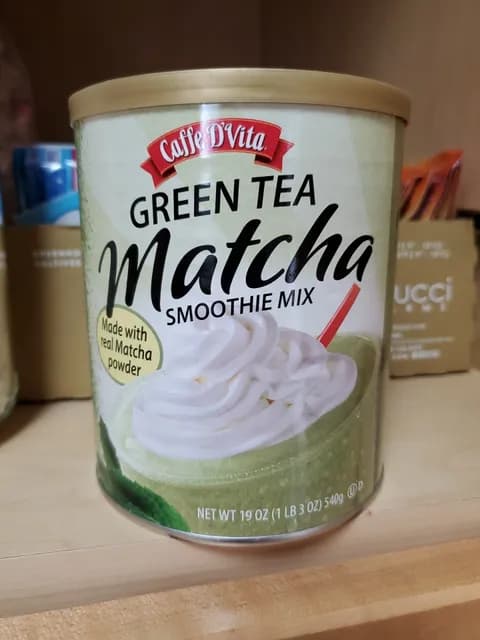 Caffe D'Vita
GREEN TEA
Matcha
SMOOTHIE MIX
Made with
real Matcha
powder
NET WT 19 OZ (1 LB 3 OZ) 540g U D
ucci